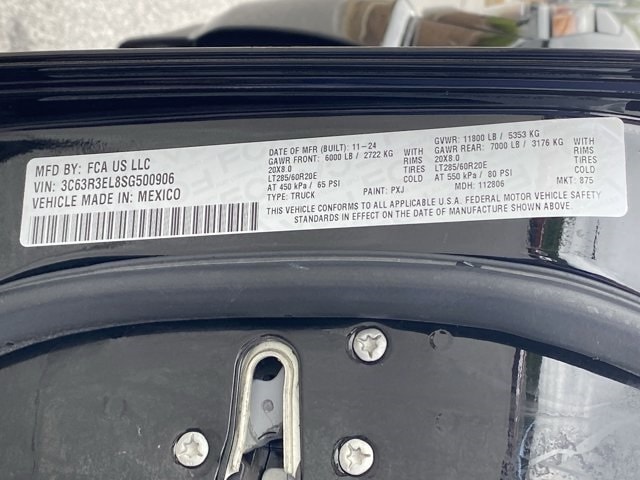 MFD BY: FCA US LLC
VIN: 3C63R3EL8SG500906
VEHICLE MADE IN: MEXICO
DATE OF MFR (BUILT): 11-24
GAWR FRONT: 6000 LB / 2722 KG WITH
20X8.0 RIMS
LT285/60R20E TIRES
AT 450 kPa / 65 PSI COLD
TYPE: TRUCK PAINT: PXJ
GVWR: 11800 LB / 5353 KG
GAWR REAR: 7000 LB / 3176 KG WITH
20X8.0 RIMS
LT285/60R20E TIRES
AT 550 kPa / 80 PSI COLD
MDH: 112806 MKT: 875
THIS VEHICLE CONFORMS TO ALL APPLICABLE U.S.A. FEDERAL MOTOR VEHICLE SAFETY
STANDARDS IN EFFECT ON THE DATE OF MANUFACTURE SHOWN ABOVE